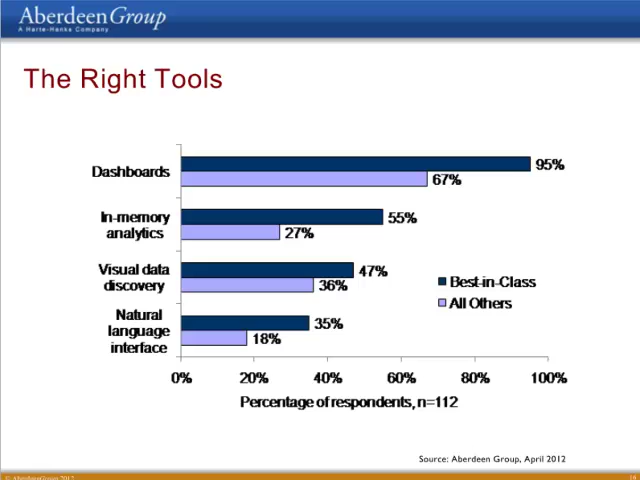 AberdeenGroup
A Harte-Hanks Company
The Right Tools
Dashboards
95%
67%
In-memory
analytics
55%
27%
Visual data
discovery
47%
36%
Natural
language
interface
35%
18%
Best-in-Class
All Others
0% 20% 40% 60% 80% 100%
Percentage of respondents, n=112
Source: Aberdeen Group, April 2012
© AberdeenGroup 2012